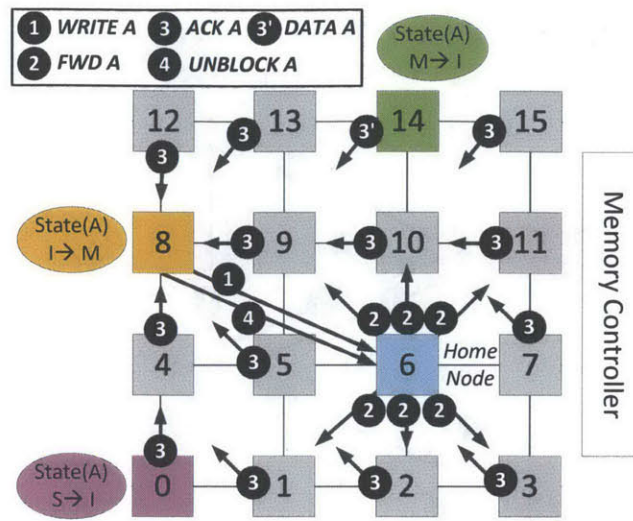 1 WRITE A 3 ACK A 3' DATA A
2 FWD A 4 UNBLOCK A
State(A)
M→ I
12 13 14 15
3 3 3' 3
State(A)
I→ M
8 9 10 11
3 3 3
1
4
2 2 2
3 3 3
4 5 6 Home 7
Node
2 2 2
3 3 3 3
State(A)
S→ I
0 1 2 3
Memory Controller